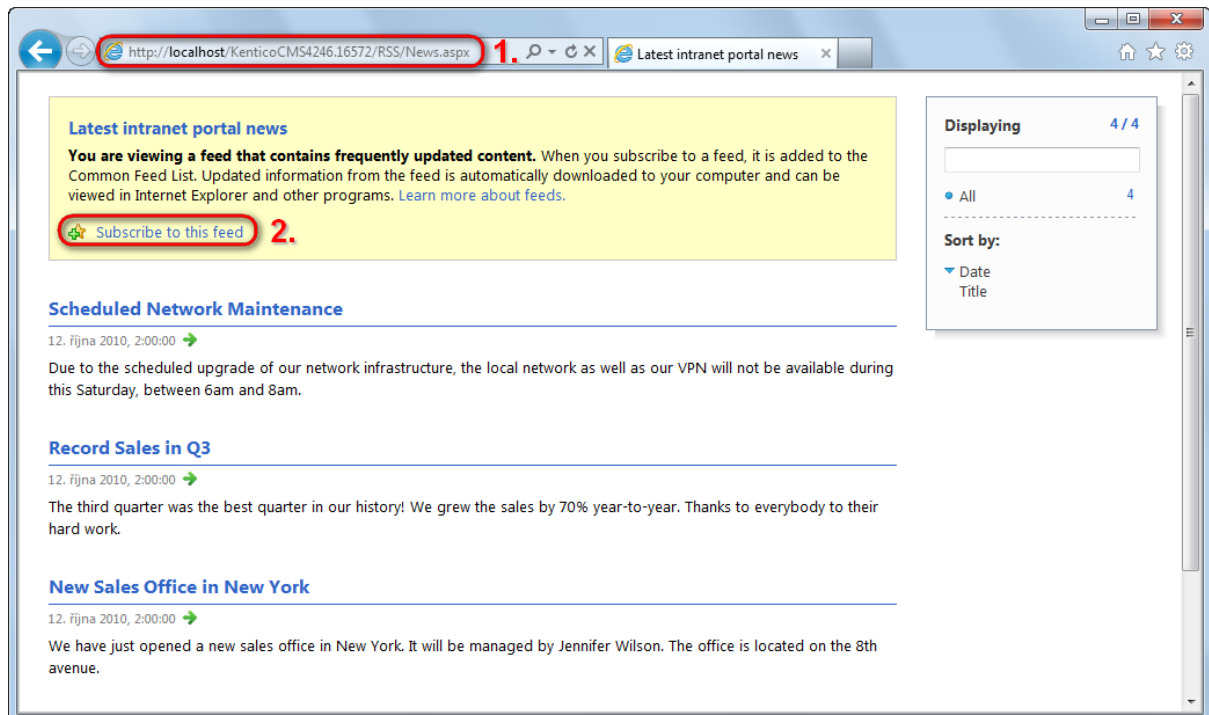 http://localhost/KenticoCMS4246.16572/RSS/News.aspx
1.
Latest intranet portal news
Latest intranet portal news
You are viewing a feed that contains frequently updated content. When you subscribe to a feed, it is added to the
Common Feed List. Updated information from the feed is automatically downloaded to your computer and can be
viewed in Internet Explorer and other programs. Learn more about feeds.
Subscribe to this feed
2.
Displaying 4 / 4
All 4
Sort by:
Date
Title
Scheduled Network Maintenance
12. října 2010, 2:00:00
Due to the scheduled upgrade of our network infrastructure, the local network as well as our VPN will not be available during
this Saturday, between 6am and 8am.
Record Sales in Q3
12. října 2010, 2:00:00
The third quarter was the best quarter in our history! We grew the sales by 70% year-to-year. Thanks to everybody to their
hard work.
New Sales Office in New York
12. října 2010, 2:00:00
We have just opened a new sales office in New York. It will be managed by Jennifer Wilson. The office is located on the 8th
avenue.